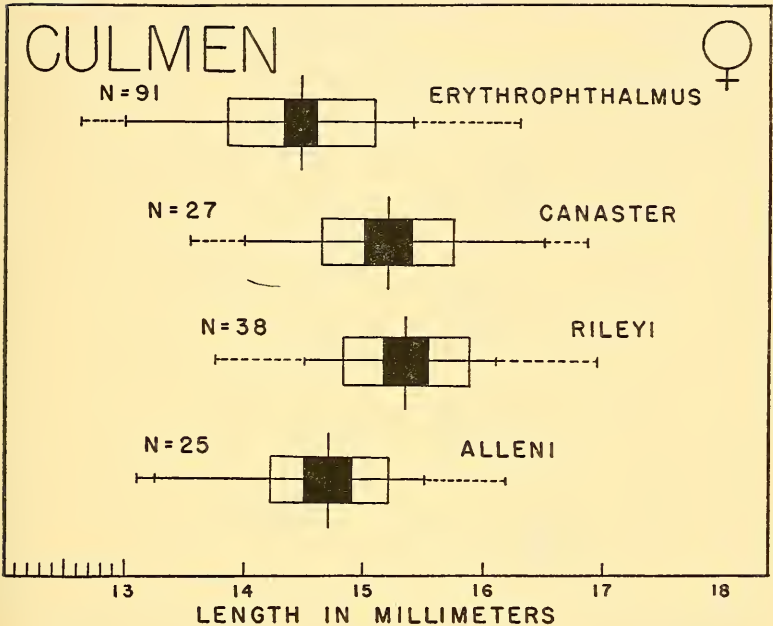 CULMEN ♀
N=91 ERYTHROPHTHALMUS
N=27 CANASTER
N=38 RILEYI
N=25 ALLENI
13 14 15 16 17 18
LENGTH IN MILLIMETERS